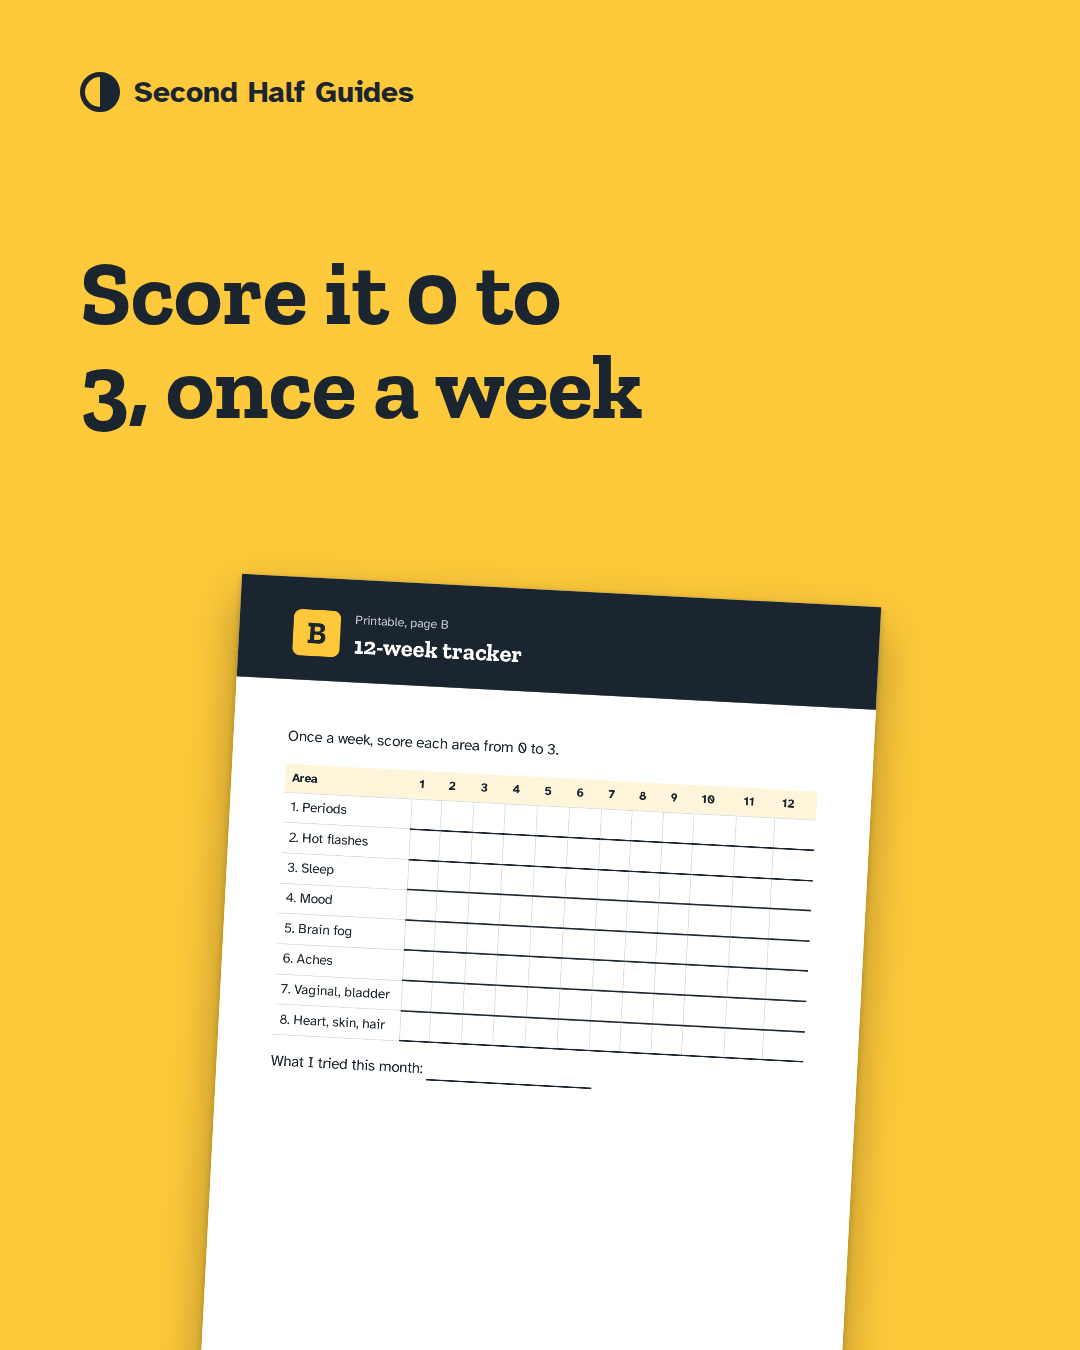 Second Half Guides
Score it 0 to
3, once a week
B
Printable, page B
12-week tracker
Once a week, score each area from 0 to 3.
Area 1 2 3 4 5 6 7 8 9 10 11 12
1. Periods
2. Hot flashes
3. Sleep
4. Mood
5. Brain fog
6. Aches
7. Vaginal, bladder
8. Heart, skin, hair
What I tried this month: